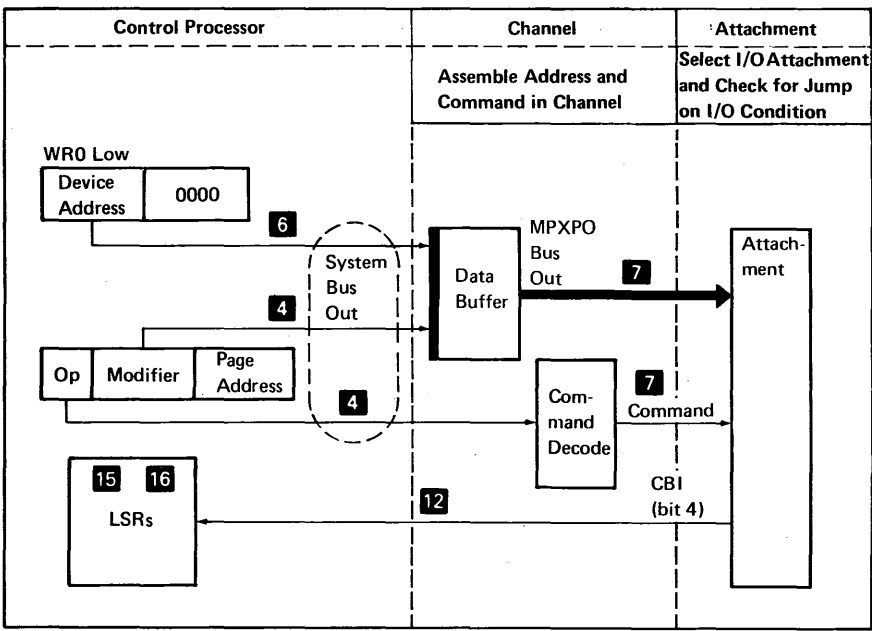 Control Processor
Channel
Attachment
Assemble Address and
Command in Channel
Select I/O Attachment
and Check for Jump
on I/O Condition
WR0 Low
Device
Address
0000
6
System
Bus
Out
4
Data
Buffer
MPXPO
Bus
Out
7
Attach-
ment
Op
Modifier
Page
Address
4
Com-
mand
Decode
7
Command
15 16
LSRs
12
CBI
(bit 4)